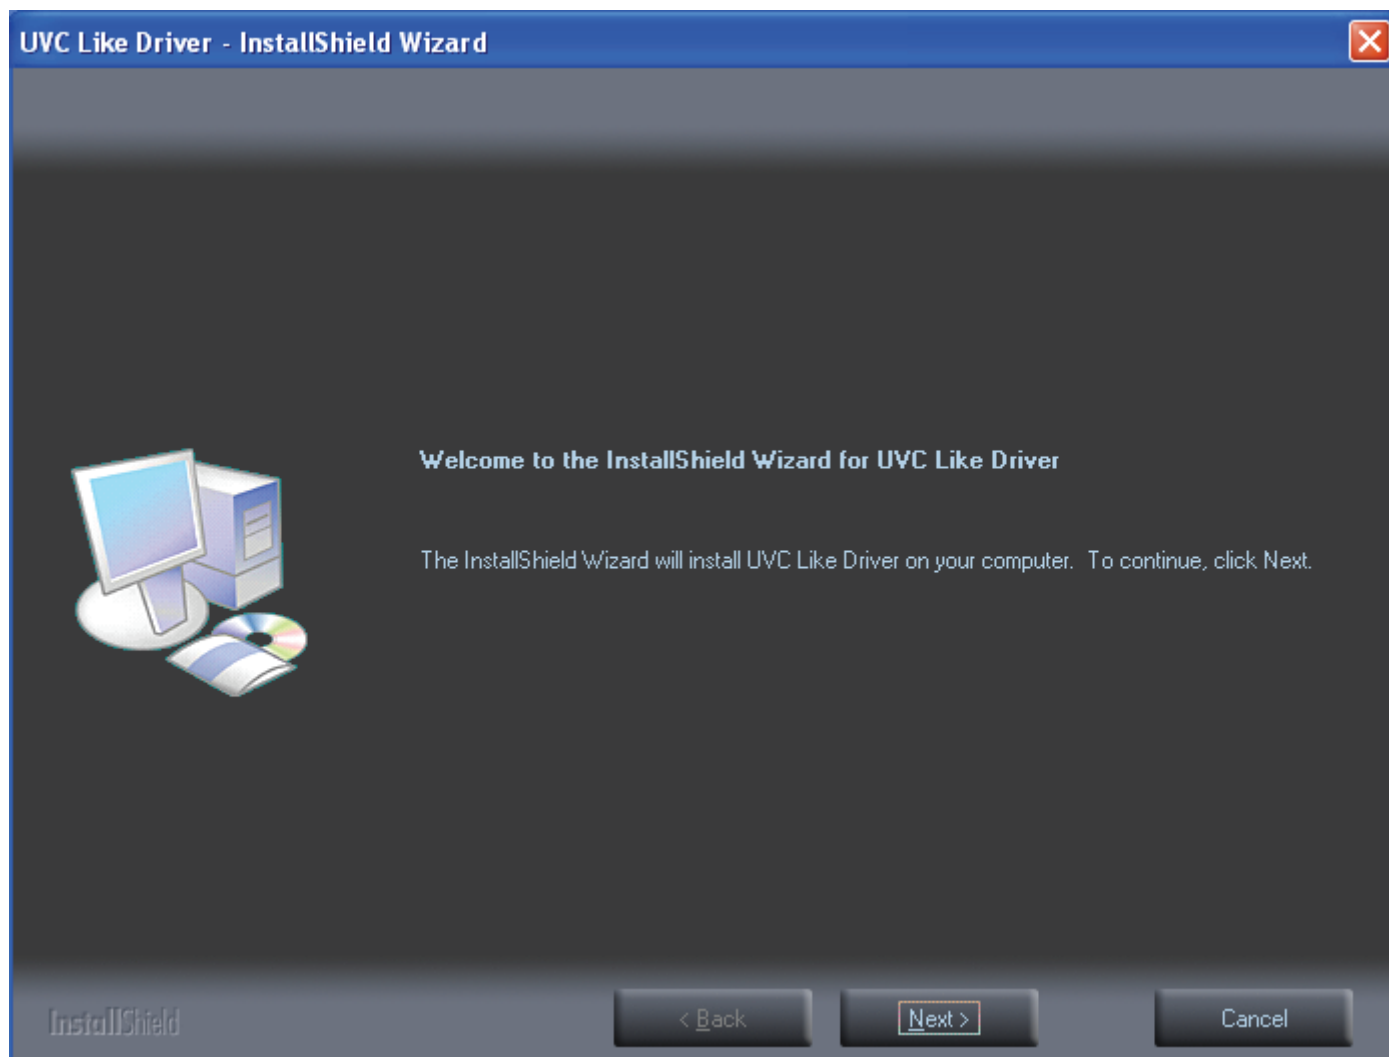 UVC Like Driver - InstallShield Wizard
Welcome to the InstallShield Wizard for UVC Like Driver
The InstallShield Wizard will install UVC Like Driver on your computer.  To continue, click Next.
InstallShield
< Back
Next >
Cancel